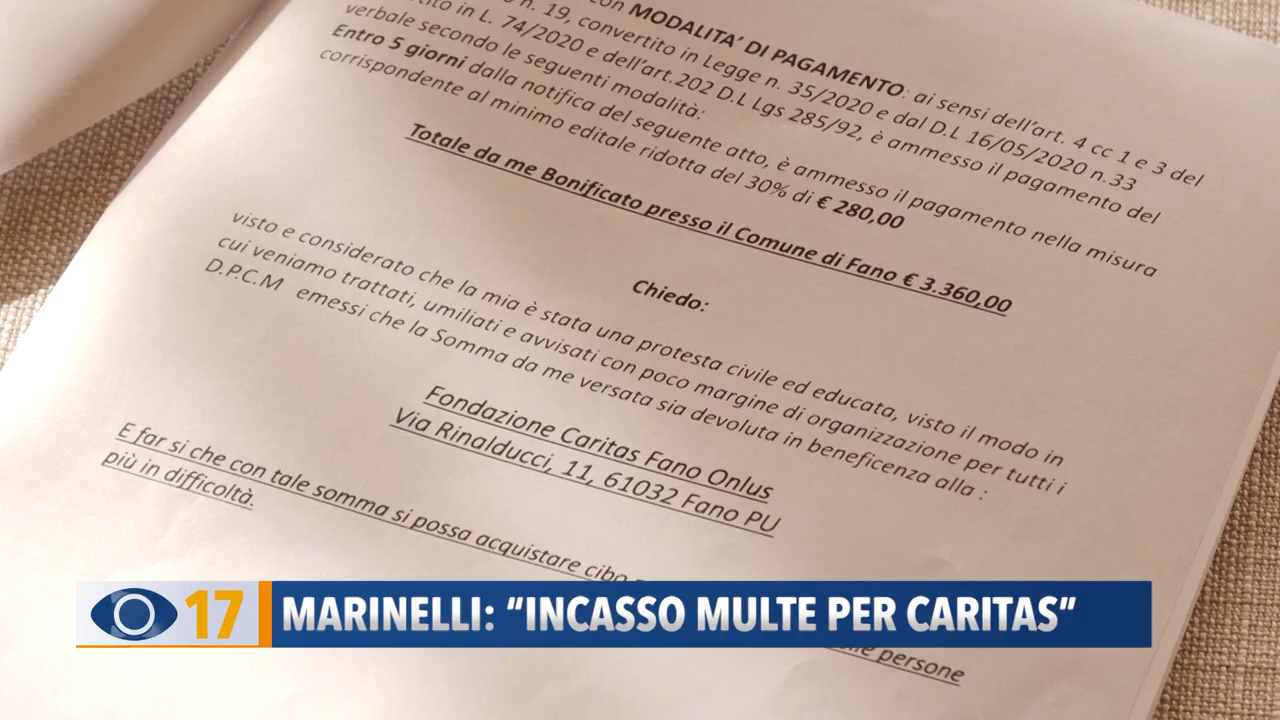 n. 19, convertito in Legge n. 35/2020 e dal D.L 16/05/2020 n.33
con MODALITA’ DI PAGAMENTO: ai sensi dell’art. 4 cc 1 e 3 del
in L. 74/2020 e dell’art.202 D.L Lgs 285/92, è ammesso il pagamento del
verbale secondo le seguenti modalità:
Entro 5 giorni dalla notifica del seguente atto, è ammesso il pagamento nella misura
corrispondente al minimo editale ridotta del 30% di € 280,00
Totale da me Bonificato presso il Comune di Fano € 3.360,00
Chiedo:
visto e considerato che la mia è stata una protesta civile ed educata, visto il modo in
cui veniamo trattati, umiliati e avvisati con poco margine di organizzazione per tutti i
D.P.C.M emessi che la Somma da me versata sia devoluta in beneficenza alla :
Fondazione Caritas Fano Onlus
Via Rinalducci, 11, 61032 Fano PU
E far si che con tale somma si possa acquistare cibo
persone
più in difficoltà.
17 MARINELLI: “INCASSO MULTE PER CARITAS”